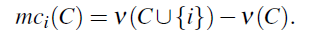 mc_i(C) = ν(C∪{i}) − ν(C).